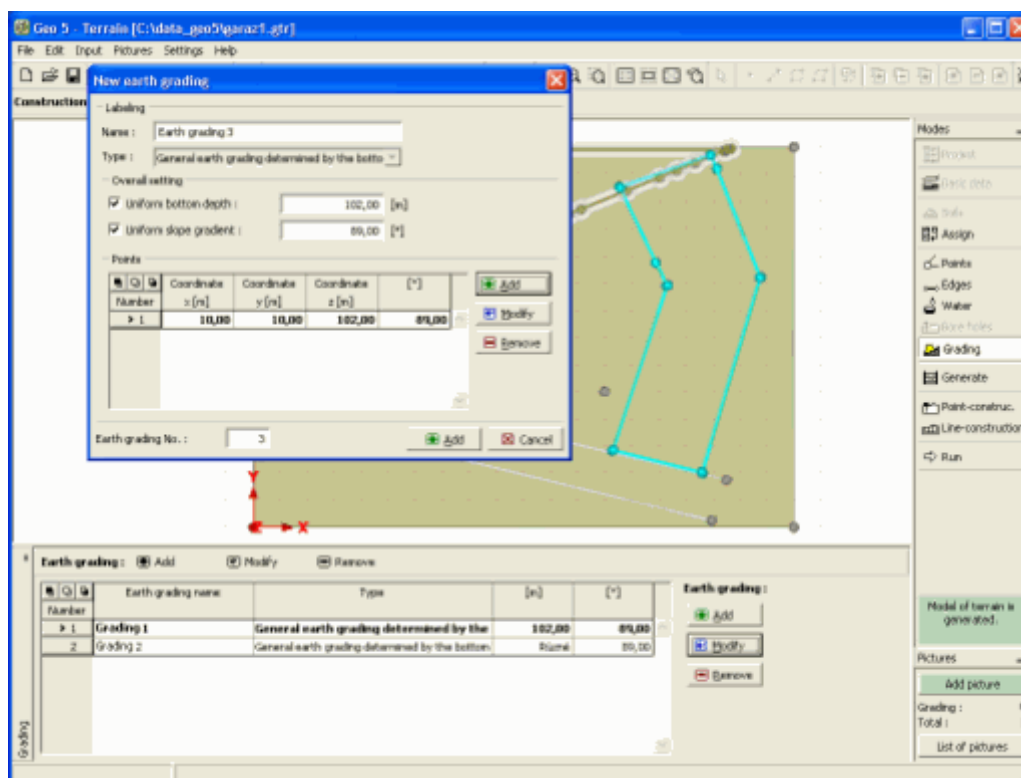 Geo 5 - Terrain [C:\data_geo5\garaz1.gtr]
File Edit Input Pictures Settings Help
Construction
New earth grading
Labeling
Name : Earth grading 3
Type : General earth grading determined by the botto
Overall setting
Uniform bottom depth : 102,00 [m]
Uniform slope gradient : 89,00 [°]
Points
Number Coordinate x [m] Coordinate y [m] Coordinate z [m] [°]
1 10,00 10,00 102,00 89,00
Add
Modify
Remove
Earth grading No. : 3 Add Cancel
Y
X
Modes
Project
Basic data
Soils
Assign
Points
Edges
Water
Bore holes
Grading
Generate
Point-construc.
Line-construction
Run
Model of terrain is
generated.
Pictures
Add picture
Grading :
Total :
List of pictures
Grading
Earth grading : Add Modify Remove
Number Earth grading name Type [m] [°]
1 Grading 1 General earth grading determined by the 102,00 89,00
2 Grading 2 General earth grading determined by the bottom Různé 89,00
Earth grading :
Add
Modify
Remove